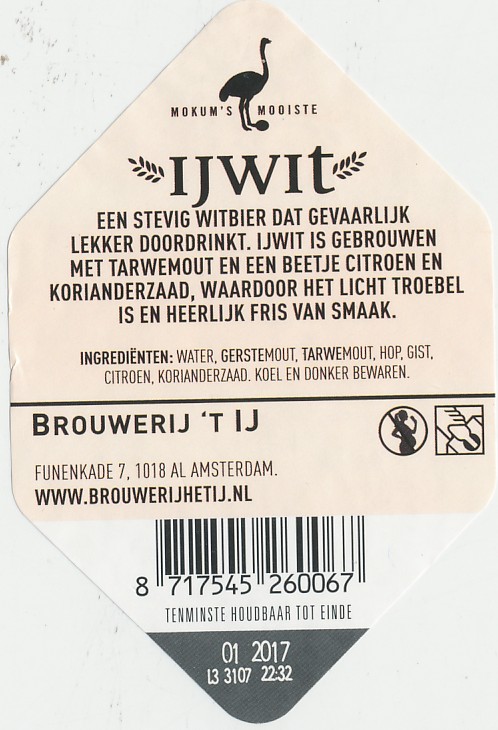 MOKUM'S MOOISTE
IJWIt
EEN STEVIG WITBIER DAT GEVAARLIJK
LEKKER DOORDRINKT. IJWIT IS GEBROUWEN
MET TARWEMOUT EN EEN BEETJE CITROEN EN
KORIANDERZAAD, WAARDOOR HET LICHT TROEBEL
IS EN HEERLIJK FRIS VAN SMAAK.
INGREDIËNTEN: WATER, GERSTEMOUT, TARWEMOUT, HOP, GIST,
CITROEN, KORIANDERZAAD. KOEL EN DONKER BEWAREN.
BROUWERIJ 'T IJ
FUNENKADE 7, 1018 AL AMSTERDAM.
WWW.BROUWERIJHETIJ.NL
8 717545 260067
TENMINSTE HOUDBAAR TOT EINDE
01 2017
L3 3107 22:32